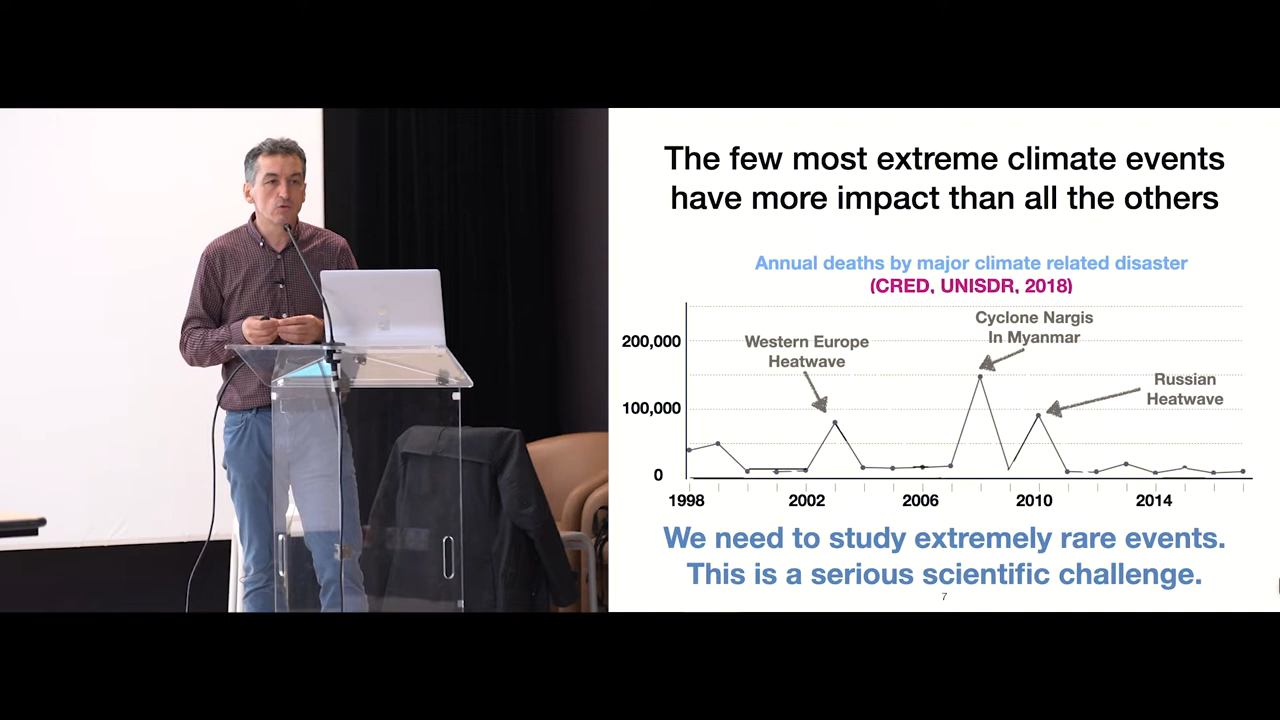 The few most extreme climate events
have more impact than all the others
Annual deaths by major climate related disaster
(CRED, UNISDR, 2018)
Cyclone Nargis
In Myanmar
Western Europe
Heatwave
Russian
Heatwave
200,000
100,000
0
1998 2002 2006 2010 2014
We need to study extremely rare events.
This is a serious scientific challenge.
7